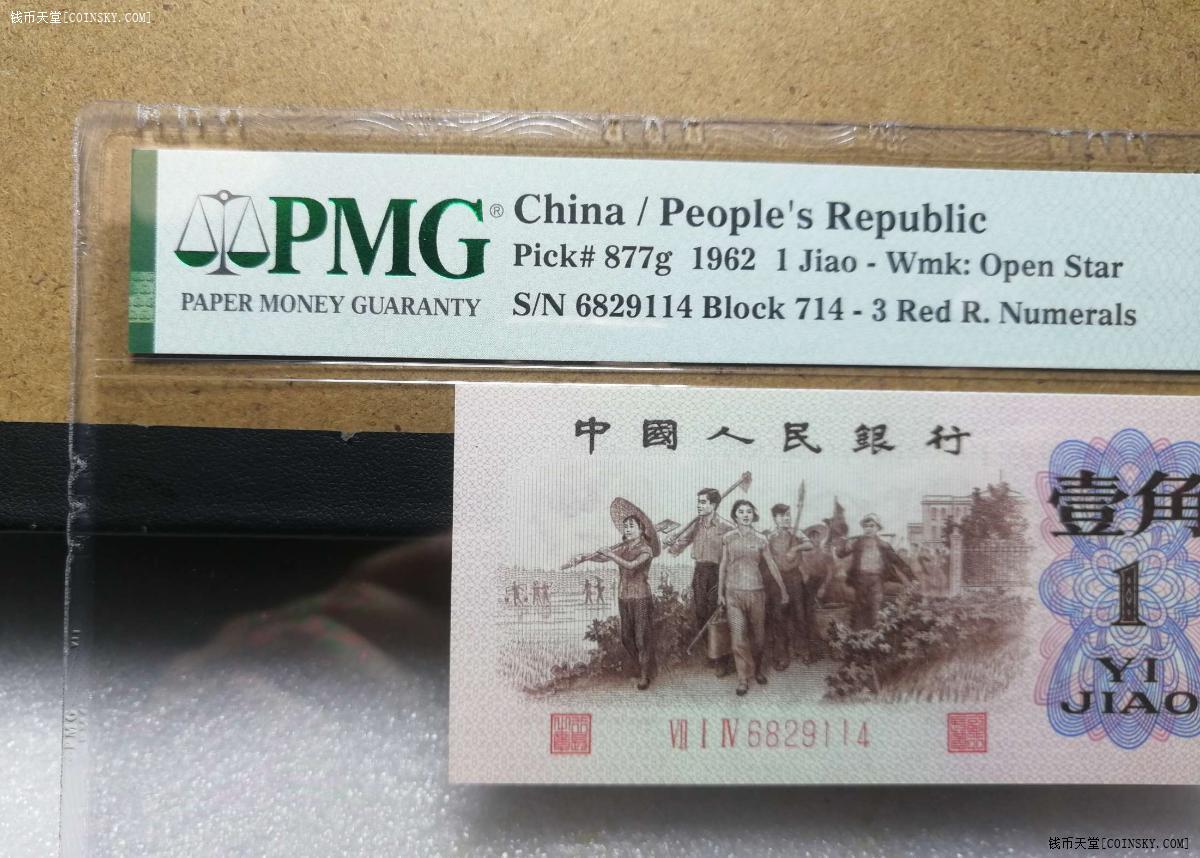 钱币天堂[COINSKY.COM]
PMG®
PAPER MONEY GUARANTY
China / People's Republic
Pick# 877g 1962 1 Jiao - Wmk: Open Star
S/N 6829114 Block 714 - 3 Red R. Numerals
中國人民銀行
壹角
1
YI
JIAO
VII I IV 6829114
PMG
钱币天堂[COINSKY.COM]